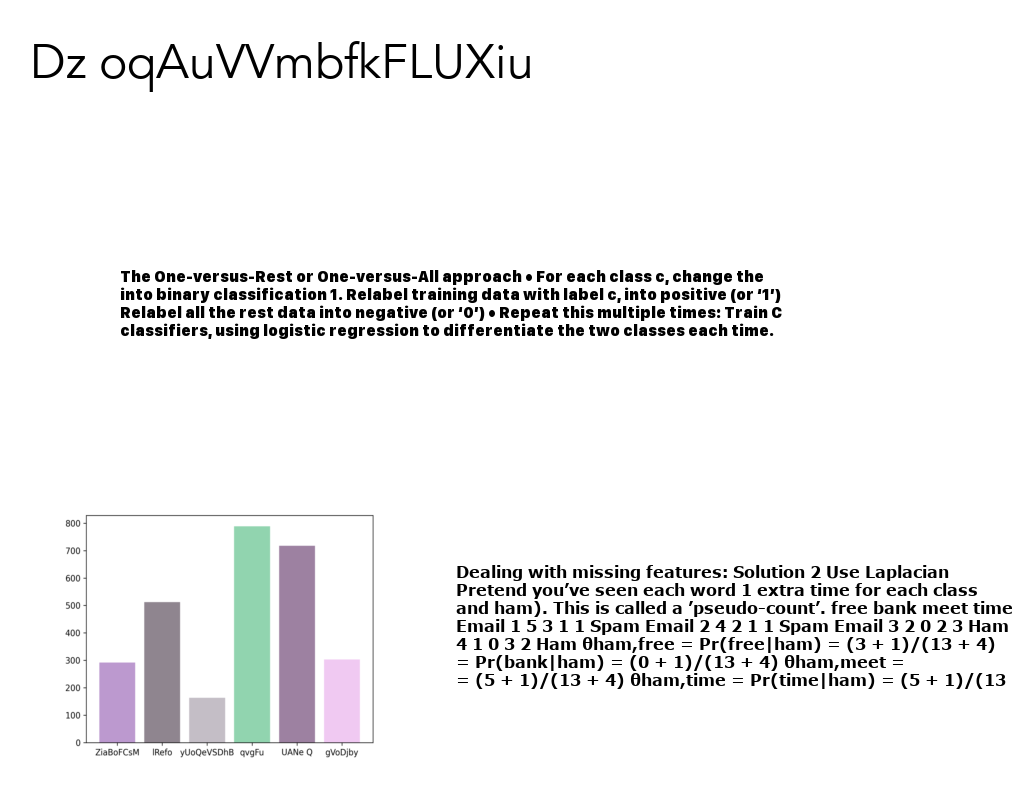 Dz oqAuVVmbfkFLUXiu
The One-versus-Rest or One-versus-All approach • For each class c, change the
into binary classification 1. Relabel training data with label c, into positive (or ‘1’)
Relabel all the rest data into negative (or ‘0’) • Repeat this multiple times: Train C
classifiers, using logistic regression to differentiate the two classes each time.
800
700
600
500
400
300
200
100
0
ZiaBoFCsM lRefo yUoQeVSDhB qvgFu UANe Q gVoDjby
Dealing with missing features: Solution 2 Use Laplacian
Pretend you’ve seen each word 1 extra time for each class
and ham). This is called a ’pseudo-count’. free bank meet time
Email 1 5 3 1 1 Spam Email 2 4 2 1 1 Spam Email 3 2 0 2 3 Ham
4 1 0 3 2 Ham θham,free = Pr(free|ham) = (3 + 1)/(13 + 4)
= Pr(bank|ham) = (0 + 1)/(13 + 4) θham,meet =
= (5 + 1)/(13 + 4) θham,time = Pr(time|ham) = (5 + 1)/(13